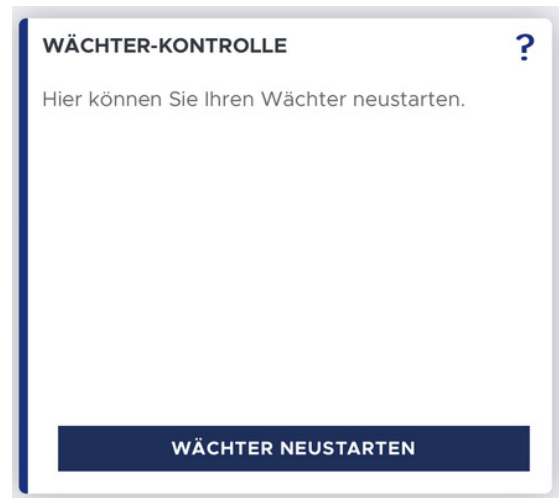 WÄCHTER-KONTROLLE ?
Hier können Sie Ihren Wächter neustarten.
WÄCHTER NEUSTARTEN